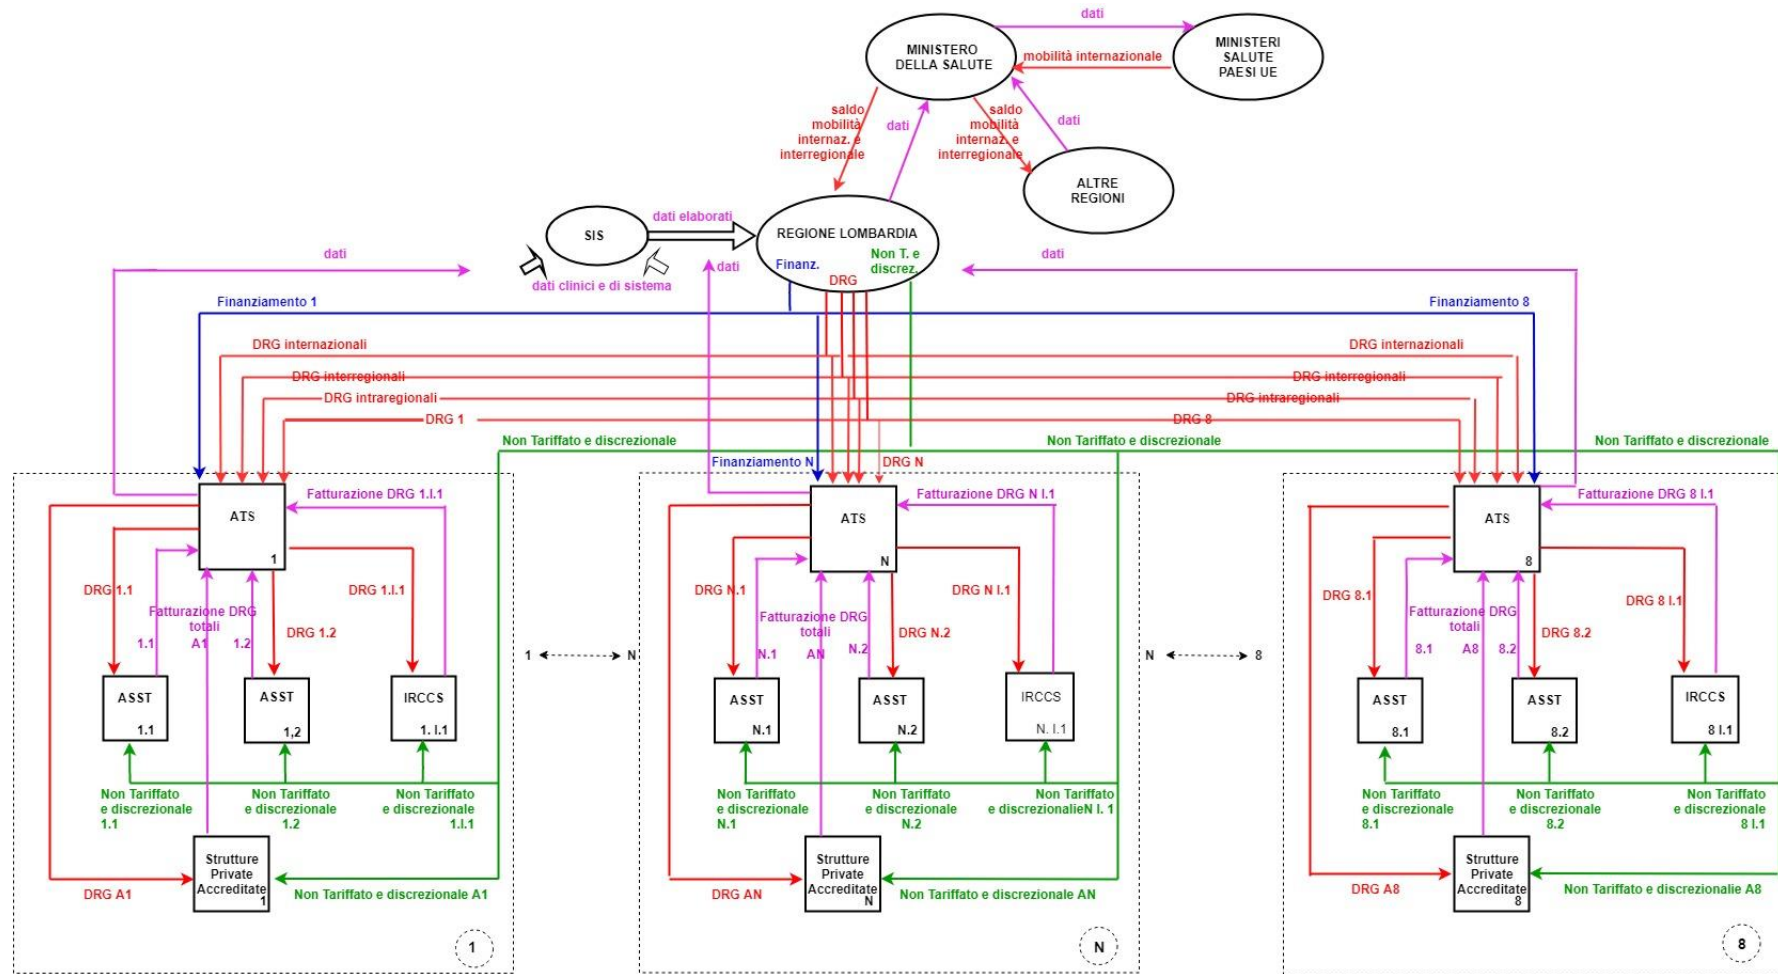 dati
MINISTERO
DELLA SALUTE
mobilità internazionale
MINISTERI
SALUTE
PAESI UE
saldo
mobilità
internaz. e
interregionale
dati
saldo
mobilità
internaz. e
interregionale
dati
ALTRE
REGIONI
SIS
dati elaborati
REGIONE LOMBARDIA
Finanz.
DRG
Non T. e
discrez.
dati
dati clinici e di sistema
dati
dati
Finanziamento 1
Finanziamento 8
DRG internazionali
DRG internazionali
DRG interregionali
DRG interregionali
DRG intraregionali
DRG intraregionali
DRG 1
DRG 8
Non Tariffato e discrezionale
Non Tariffato e discrezionale
Non Tariffato e discrezionale
Finanziamento N
DRG N
Fatturazione DRG 1.I.1
ATS
1
DRG 1.1
Fatturazione DRG
totali
1.1
A1
1.2
DRG 1.2
DRG 1.I.1
ASST
1.1
ASST
1,2
IRCCS
1. I.1
Non Tariffato
e discrezionale
1.1
Non Tariffato
e discrezionale
1.2
Non Tariffato
e discrezionale
1.I.1
Strutture
Private
Accreditate
1
DRG A1
Non Tariffato e discrezionale A1
1
1
N
Fatturazione DRG N I.1
ATS
N
DRG N.1
Fatturazione DRG
totali
N.1
AN
N.2
DRG N.2
DRG N I.1
ASST
N.1
ASST
N.2
IRCCS
N. I.1
Non Tariffato
e discrezionale
N.1
Non Tariffato
e discrezionale
N.2
Non Tariffato
e discrezionalieN I. 1
Strutture
Private
Accreditate
N
DRG AN
Non Tariffato e discrezionale AN
N
N
8
Fatturazione DRG 8 I.1
ATS
8
DRG 8.1
Fatturazione DRG
totali
8.1
A8
8.2
DRG 8.2
DRG 8 I.1
ASST
8.1
ASST
8.2
IRCCS
8 I.1
Non Tariffato
e discrezionale
8.1
Non Tariffato
e discrezionale
8.2
Non Tariffato
e discrezionale
8 I.1
Strutture
Private
Accreditate
8
DRG A8
Non Tariffato e discrezionalie A8
8